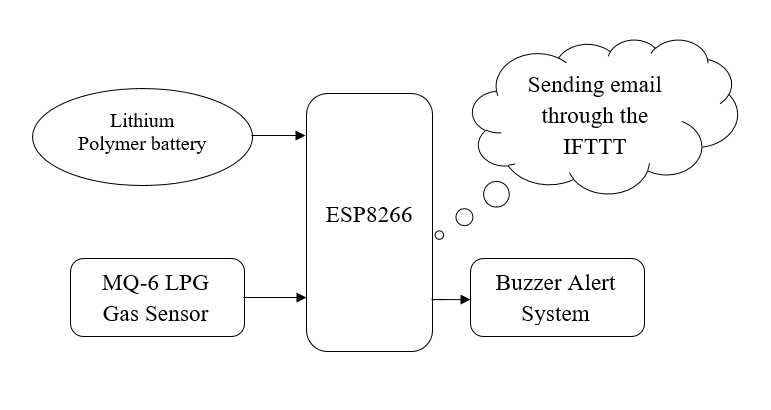 Lithium
Polymer battery
ESP8266
Sending email
through the
IFTTT
MQ-6 LPG
Gas Sensor
Buzzer Alert
System